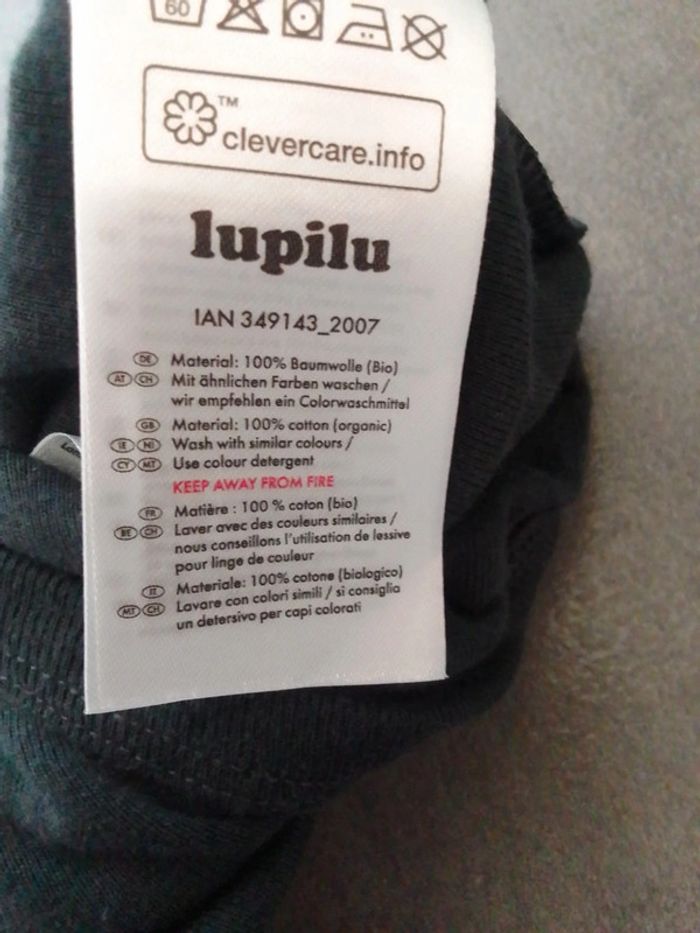 60
™
clevercare.info
lupilu
IAN 349143_2007
DE Material: 100% Baumwolle (Bio)
AT CH Mit ähnlichen Farben waschen /
wir empfehlen ein Colorwaschmittel
GB Material: 100% cotton (organic)
IE NI Wash with similar colours /
CY MT Use colour detergent
KEEP AWAY FROM FIRE
FR Matière : 100 % coton (bio)
BE CH Laver avec des couleurs similaires /
nous conseillons l'utilisation de lessive
pour linge de couleur
IT Materiale: 100% cotone (biologico)
MT CH Lavare con colori simili / si consiglia
un detersivo per capi colorati